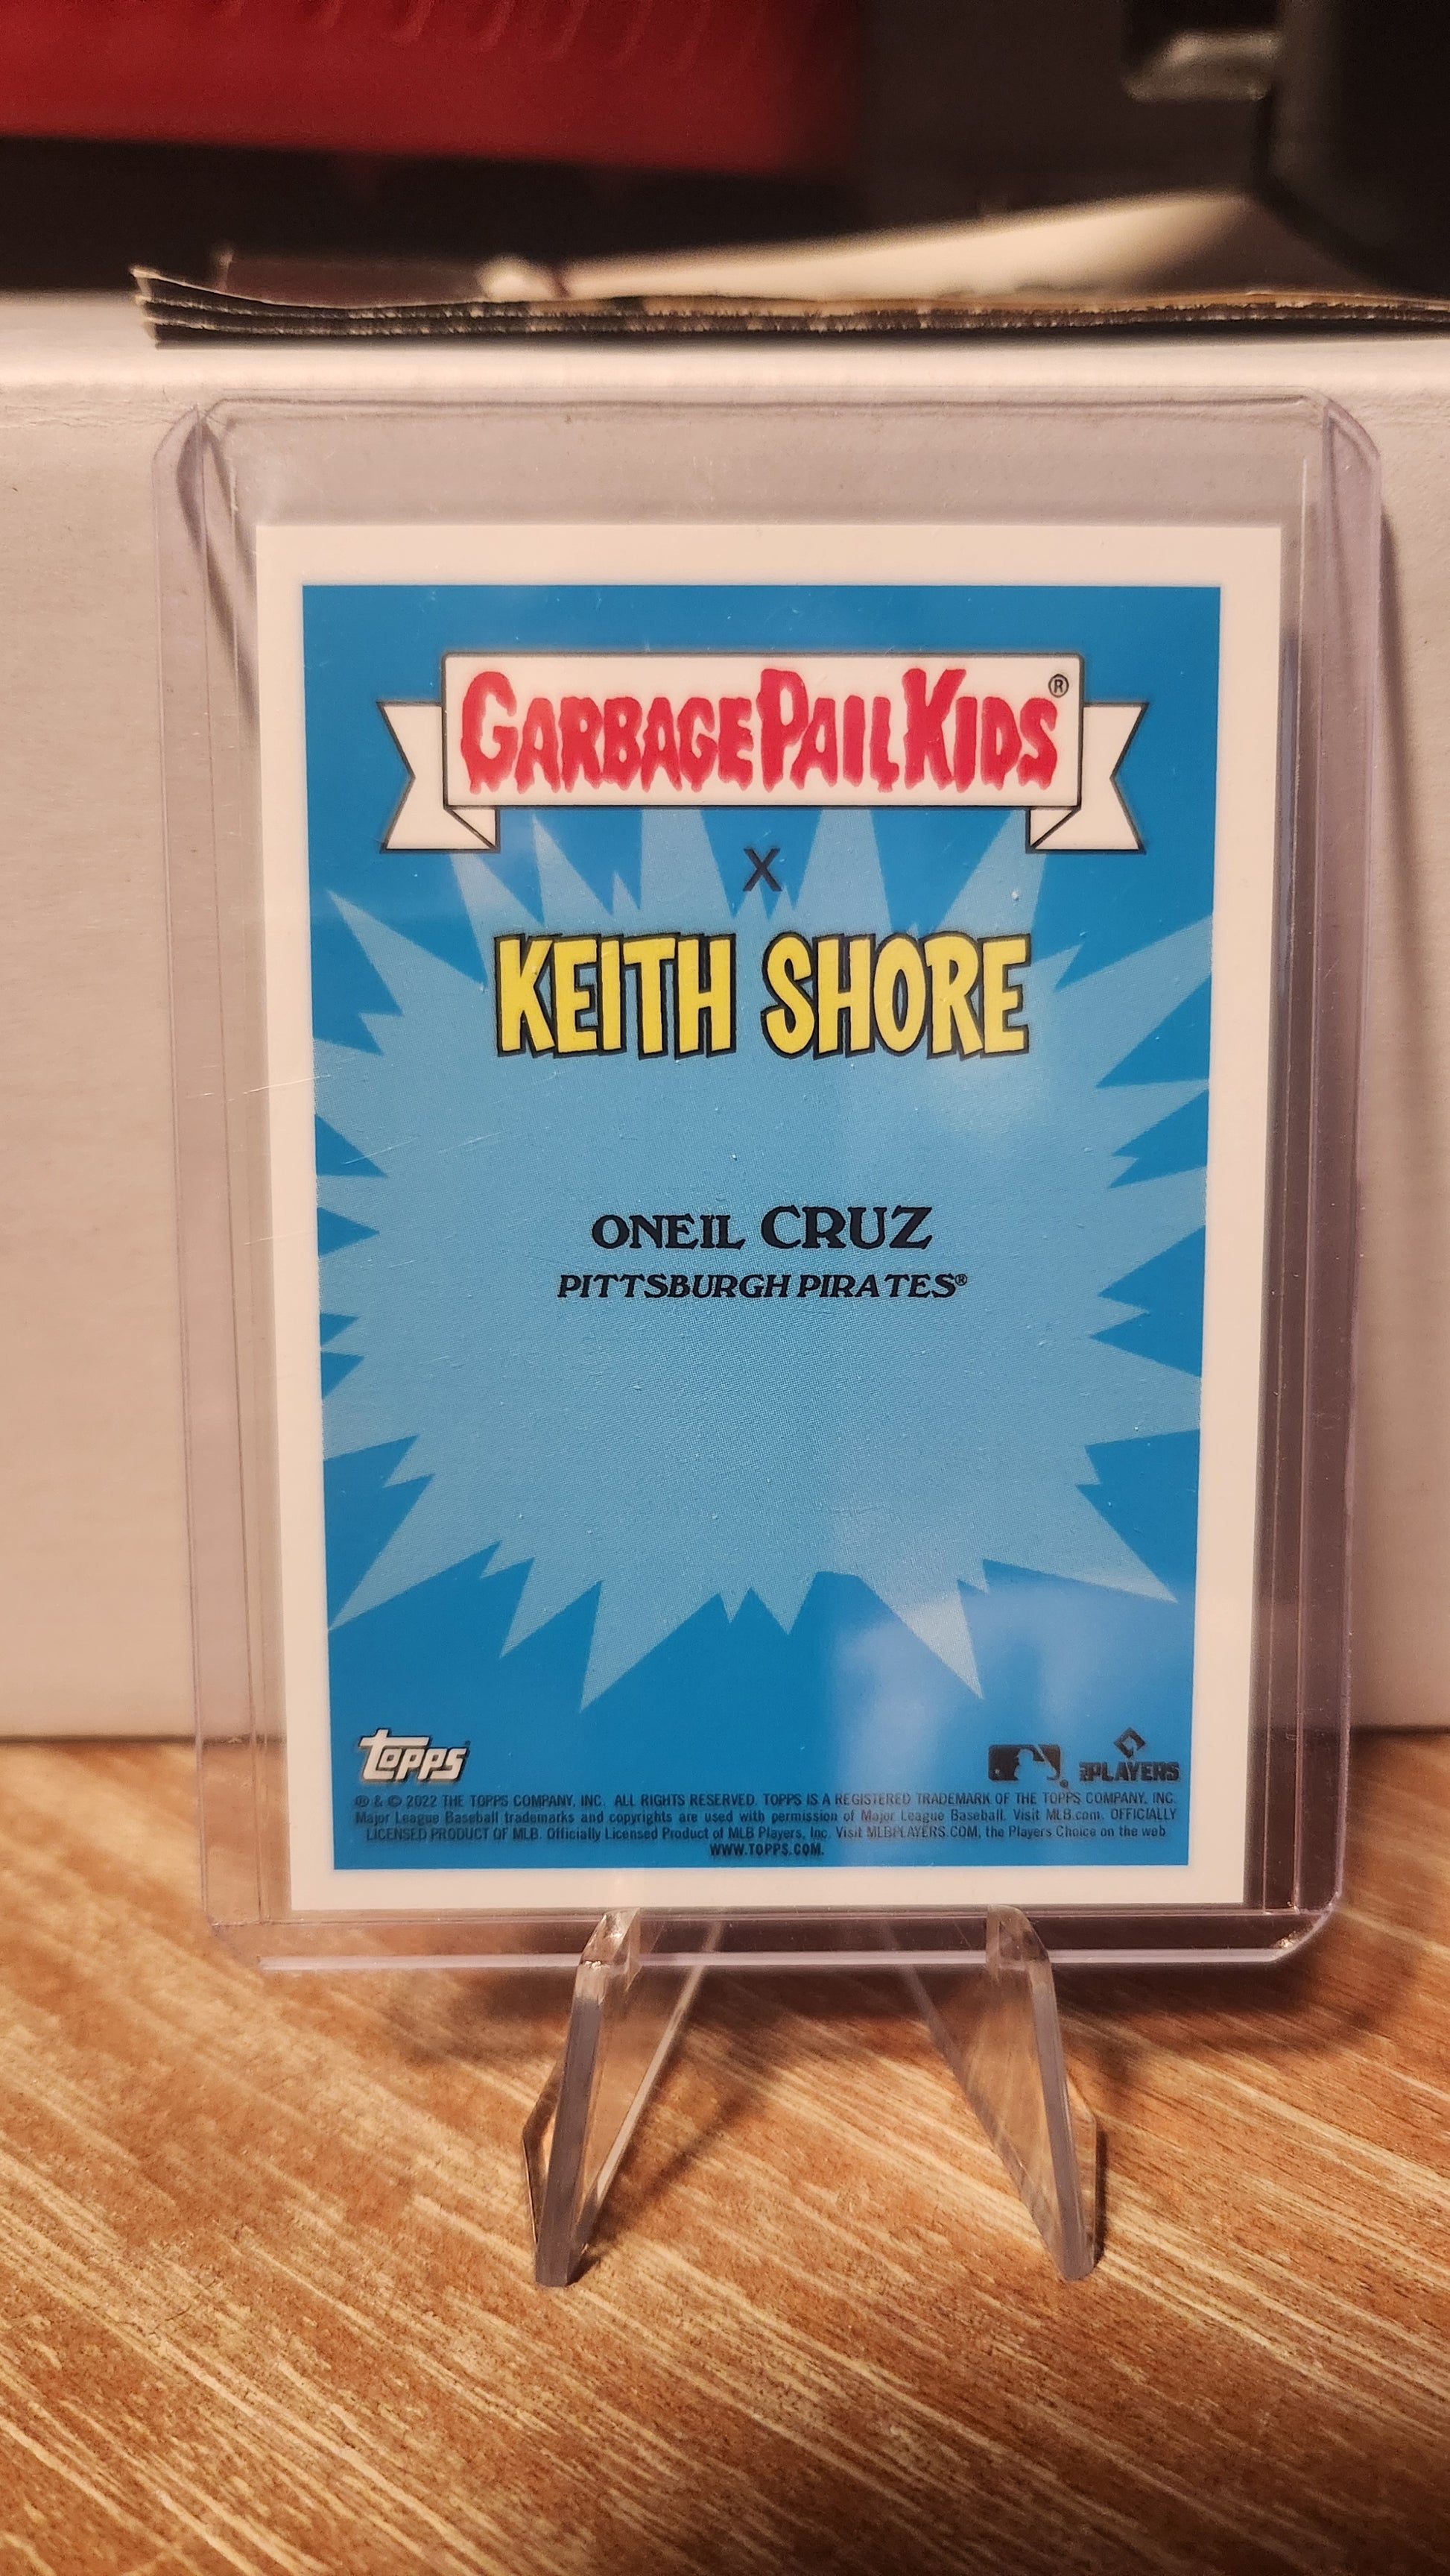 GARBAGE PAIL KIDS®
X
KEITH SHORE
ONEIL CRUZ
PITTSBURGH PIRATES®
topps
® PLAYERS
® & © 2022 THE TOPPS COMPANY, INC. ALL RIGHTS RESERVED. TOPPS IS A REGISTERED TRADEMARK OF THE TOPPS COMPANY, INC.
Major League Baseball trademarks and copyrights are used with permission of Major League Baseball. Visit MLB.com. OFFICIALLY
LICENSED PRODUCT OF MLB. Officially Licensed Product of MLB Players, Inc. Visit MLBPLAYERS.COM, the Players Choice on the web
WWW.TOPPS.COM.